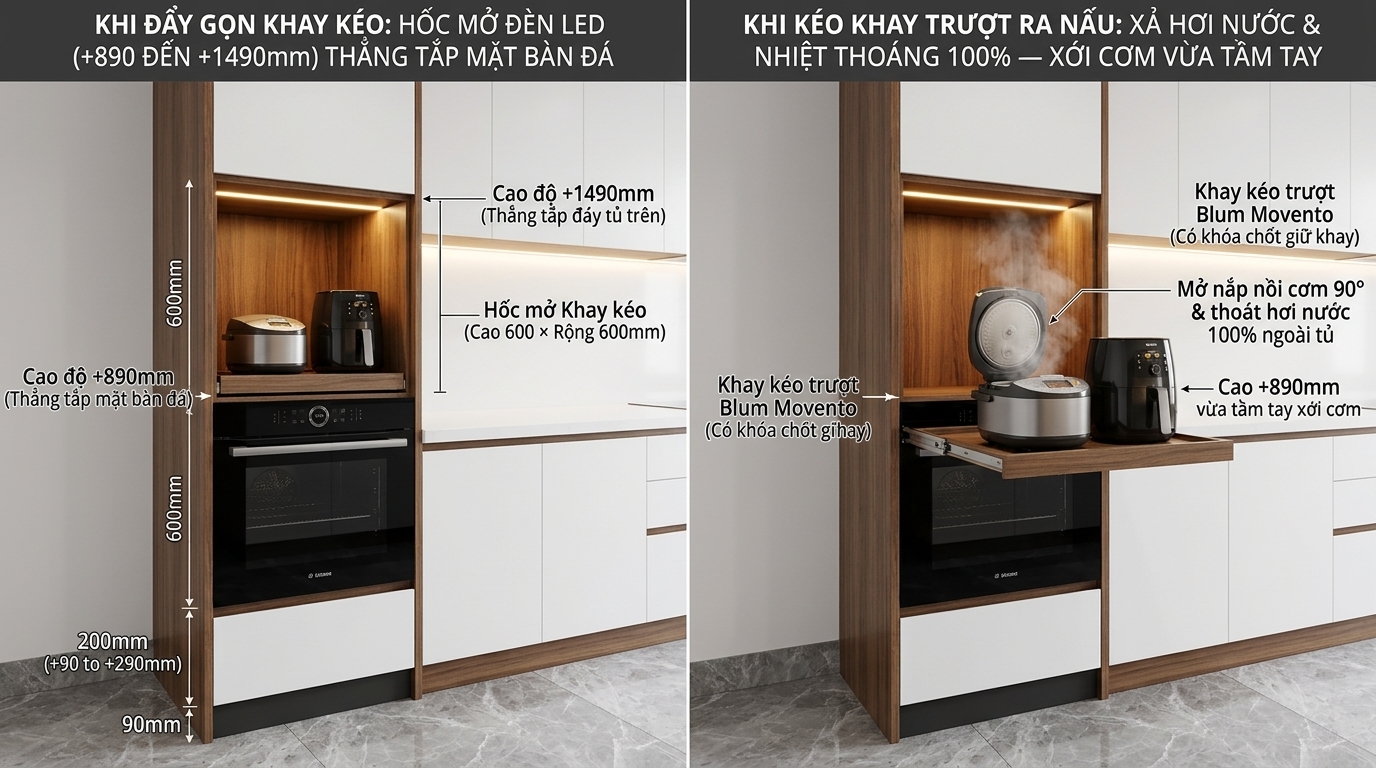 KHI ĐẨY GỌN KHAY KÉO: HỐC MỞ ĐÈN LED
(+890 ĐẾN +1490mm) THẲNG TẮP MẶT BÀN ĐÁ
Cao độ +1490mm
(Thẳng tắp đáy tủ trên)
600mm
Hốc mở Khay kéo
(Cao 600 × Rộng 600mm)
Cao độ +890mm
(Thẳng tắp mặt bàn đá)
600mm
200mm
(+90 to +290mm)
90mm
KHI KÉO KHAY TRƯỢT RA NẤU: XẢ HƠI NƯỚC &
NHIỆT THOÁNG 100% — XỚI CƠM VỪA TẦM TAY
Khay kéo trượt
Blum Movento
(Có khóa chốt giữ khay)
Mở nắp nồi cơm 90°
& thoát hơi nước
100% ngoài tủ
Khay kéo trượt
Blum Movento
(Có khóa chốt gĩhay)
Cao +890mm
vừa tầm tay xới cơm